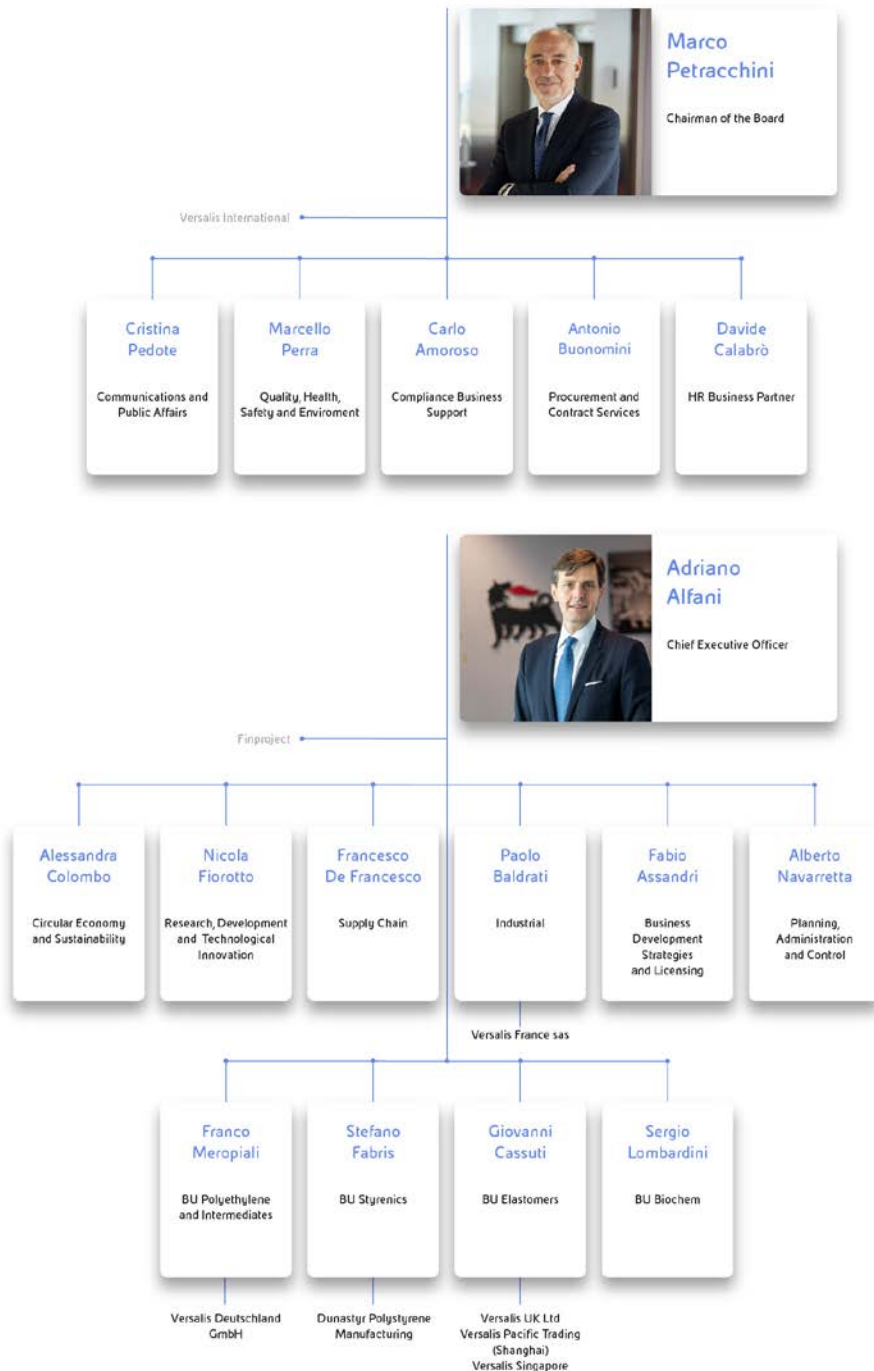 Marco
Petracchini
Chairman of the Board
Versalis International
Cristina
Pedote
Communications and
Public Affairs
Marcello
Perra
Quality, Health,
Safety and Enviroment
Carlo
Amoroso
Compliance Business
Support
Antonio
Buonomini
Procurement and
Contract Services
Davide
Calabrò
HR Business Partner
Adriano
Alfani
Chief Executive Officer
Finproject
Alessandra
Colombo
Circular Economy
and Sustainability
Nicola
Fiorotto
Research, Development
and Technological
Innovation
Francesco
De Francesco
Supply Chain
Paolo
Baldrati
Industrial
Versalis France sas
Fabio
Assandri
Business
Development
Strategies
and Licensing
Alberto
Navarretta
Planning,
Administration
and Control
Franco
Meropiali
BU Polyethylene
and Intermediates
Versalis Deutschland
GmbH
Stefano
Fabris
BU Styrenics
Dunastyr Polystyrene
Manufacturing
Giovanni
Cassuti
BU Elastomers
Versalis UK Ltd
Versalis Pacific Trading
(Shanghai)
Versalis Singapore
Sergio
Lombardini
BU Biochem